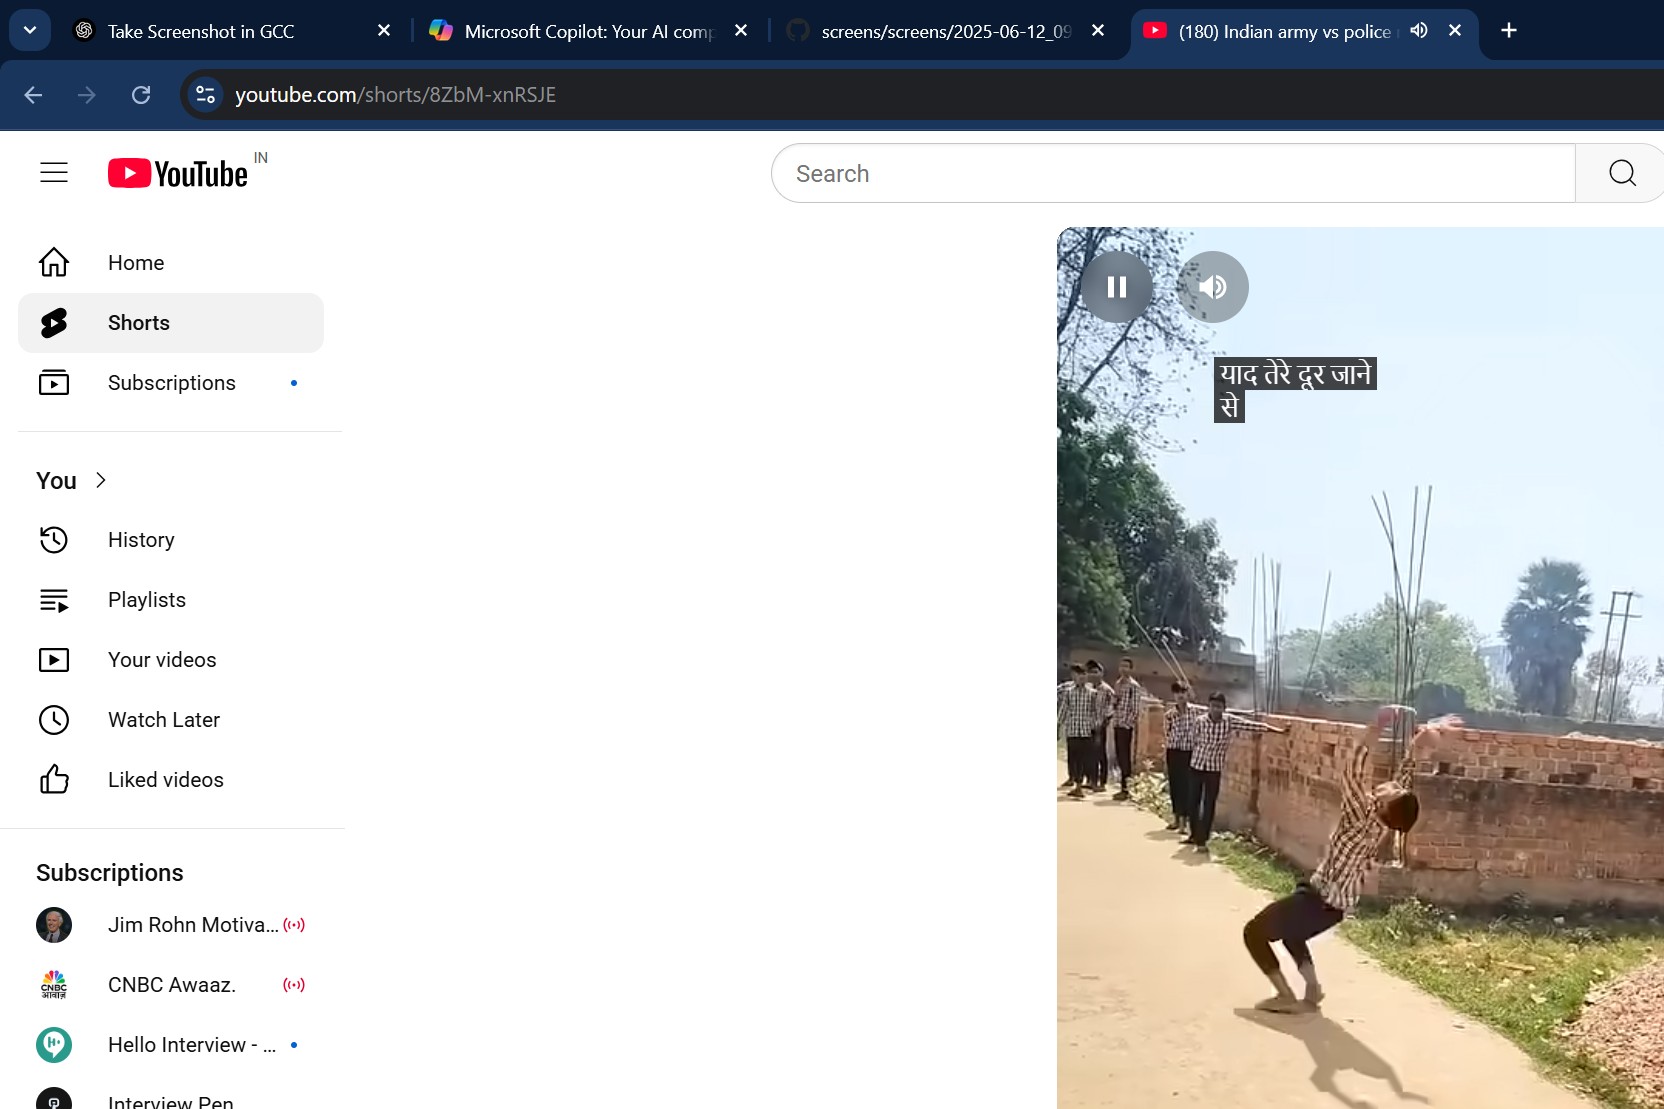 Take Screenshot in GCC
Microsoft Copilot: Your AI comp
screens/screens/2025-06-12_09
(180) Indian army vs police
youtube.com/shorts/8ZbM-xnRSJE
YouTube IN
Search
Home
Shorts
Subscriptions
You
History
Playlists
Your videos
Watch Later
Liked videos
Subscriptions
Jim Rohn Motiva...
CNBC आवाज़
CNBC Awaaz.
Hello Interview - ...
Interview Pen
याद तेरे दूर जाने
से